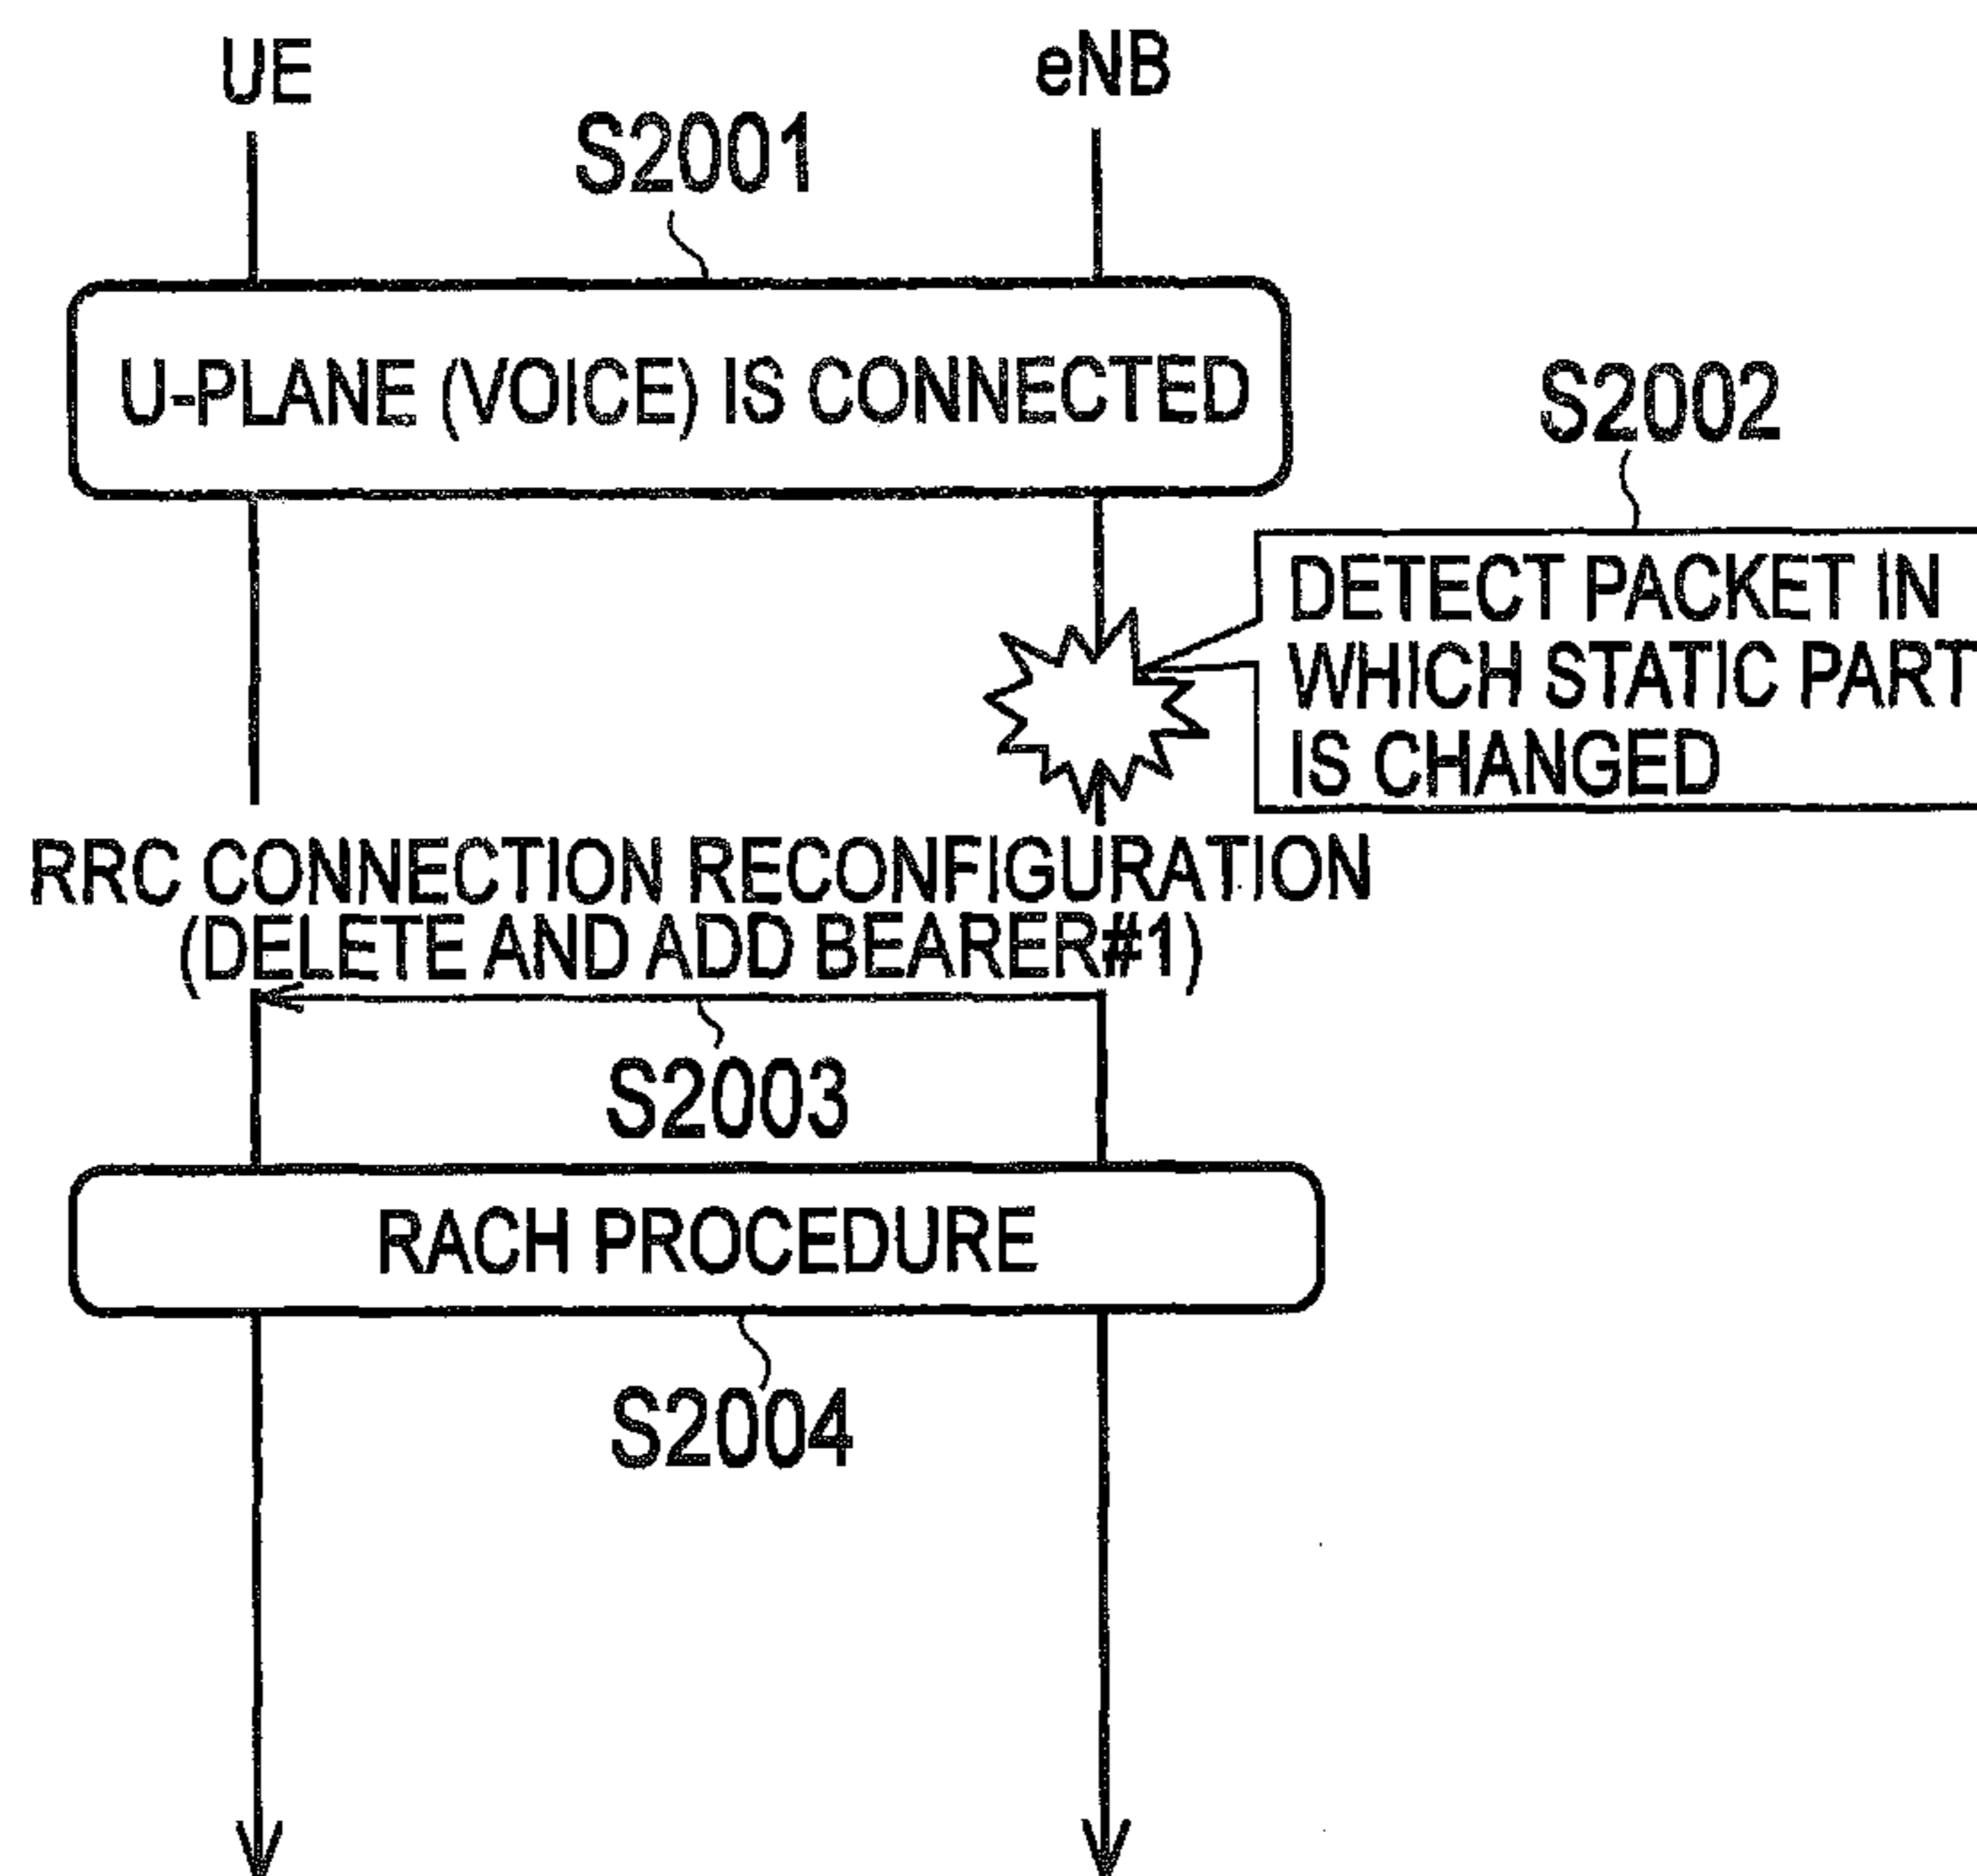 UE
eNB
S2001
U-PLANE (VOICE) IS CONNECTED
S2002
DETECT PACKET IN
WHICH STATIC PART
IS CHANGED
RRC CONNECTION RECONFIGURATION
(DELETE AND ADD BEARER#1)
S2003
RACH PROCEDURE
S2004